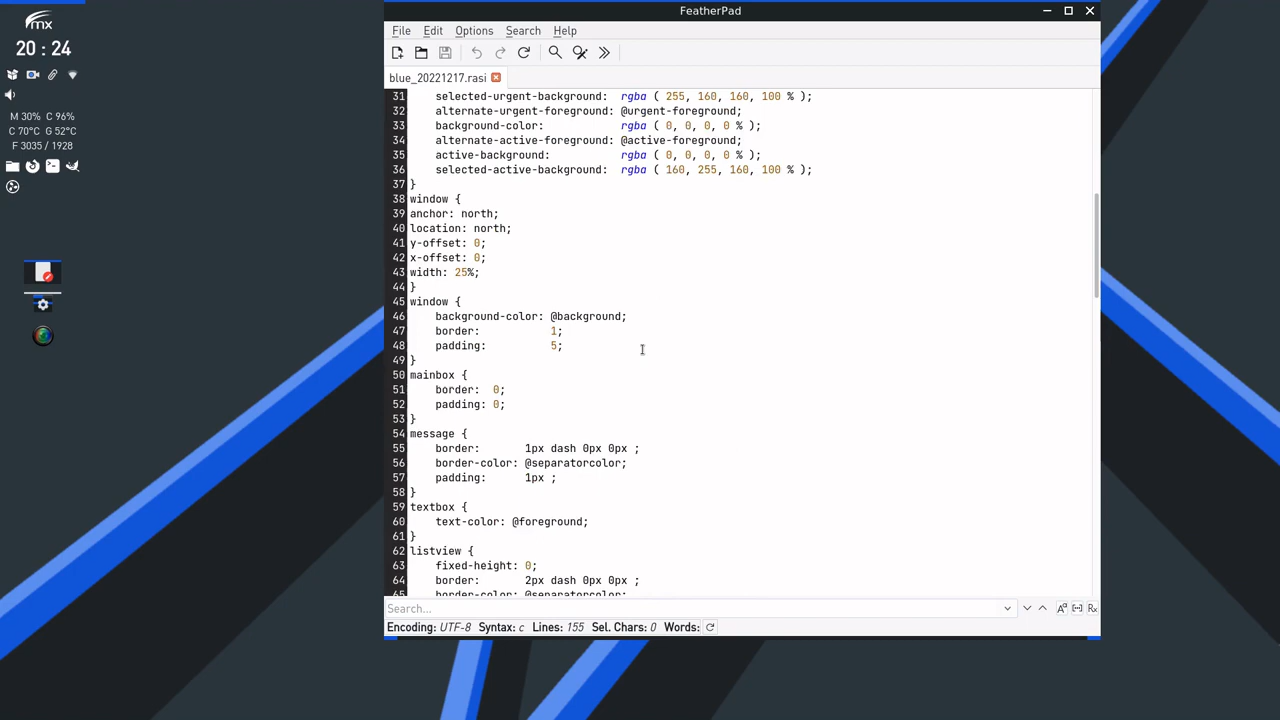 mx
20 : 24
M 30% C 96%
C 70°C G 52°C
F 3035 / 1928
FeatherPad
File Edit Options Search Help
blue_20221217.rasi
31 selected-urgent-background: rgba ( 255, 160, 160, 100 % );
32 alternate-urgent-foreground: @urgent-foreground;
33 background-color: rgba ( 0, 0, 0, 0 % );
34 alternate-active-foreground: @active-foreground;
35 active-background: rgba ( 0, 0, 0, 0 % );
36 selected-active-background: rgba ( 160, 255, 160, 100 % );
37 }
38 window {
39 anchor: north;
40 location: north;
41 y-offset: 0;
42 x-offset: 0;
43 width: 25%;
44 }
45 window {
46 background-color: @background;
47 border: 1;
48 padding: 5;
49 }
50 mainbox {
51 border: 0;
52 padding: 0;
53 }
54 message {
55 border: 1px dash 0px 0px ;
56 border-color: @separatorcolor;
57 padding: 1px ;
58 }
59 textbox {
60 text-color: @foreground;
61 }
62 listview {
63 fixed-height: 0;
64 border: 2px dash 0px 0px ;
65 border-color: @separatorcolor;
Search...
Encoding: UTF-8 Syntax: c Lines: 155 Sel. Chars: 0 Words: